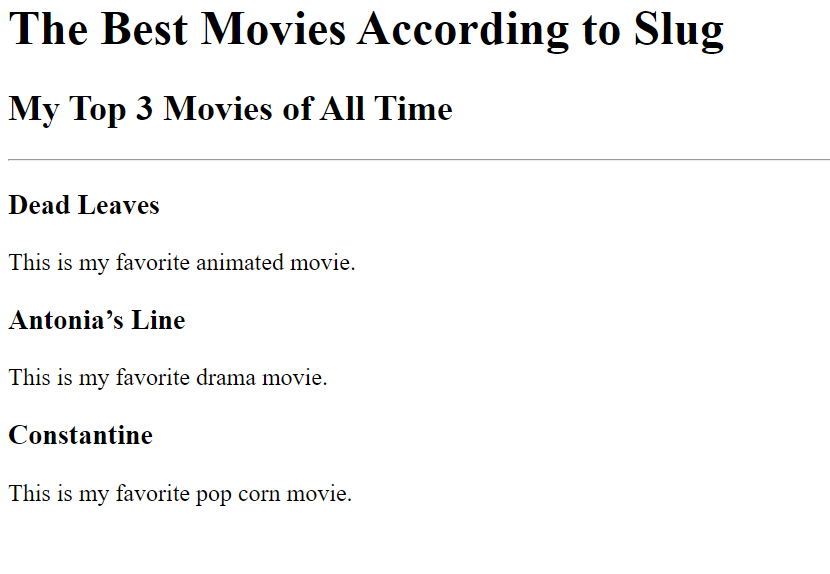 The Best Movies According to Slug
My Top 3 Movies of All Time
Dead Leaves
This is my favorite animated movie.
Antonia’s Line
This is my favorite drama movie.
Constantine
This is my favorite pop corn movie.